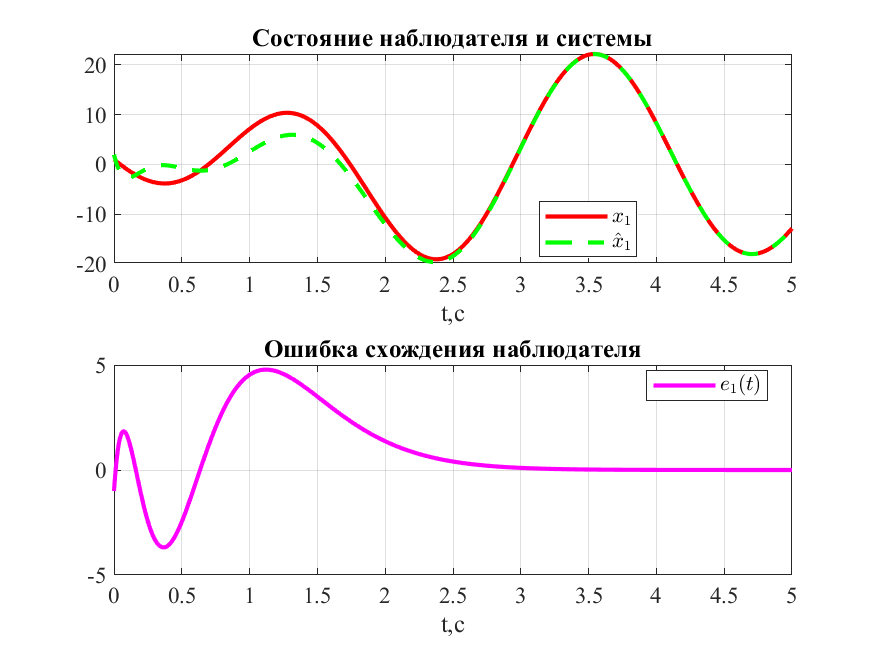 Состояние наблюдателя и системы
20
10
0
-10
-20
x₁
x̂₁
0 0.5 1 1.5 2 2.5 3 3.5 4 4.5 5
t,c
Ошибка схождения наблюдателя
5
0
-5
e₁(t)
0 0.5 1 1.5 2 2.5 3 3.5 4 4.5 5
t,c